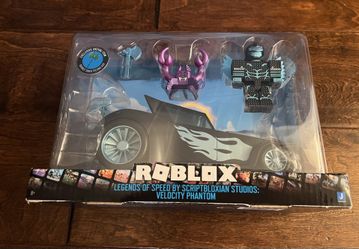 ROBLOX
LEGENDS OF SPEED BY SCRIPTBLOXIAN STUDIOS:
VELOCITY PHANTOM